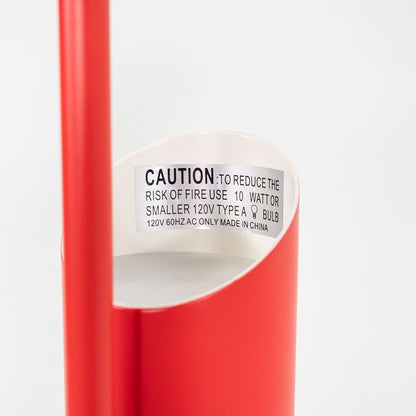 CAUTION:TO REDUCE THE
RISK OF FIRE USE 10 WATT OR
SMALLER 120V TYPE A BULB
120V 60HZ AC ONLY MADE IN CHINA